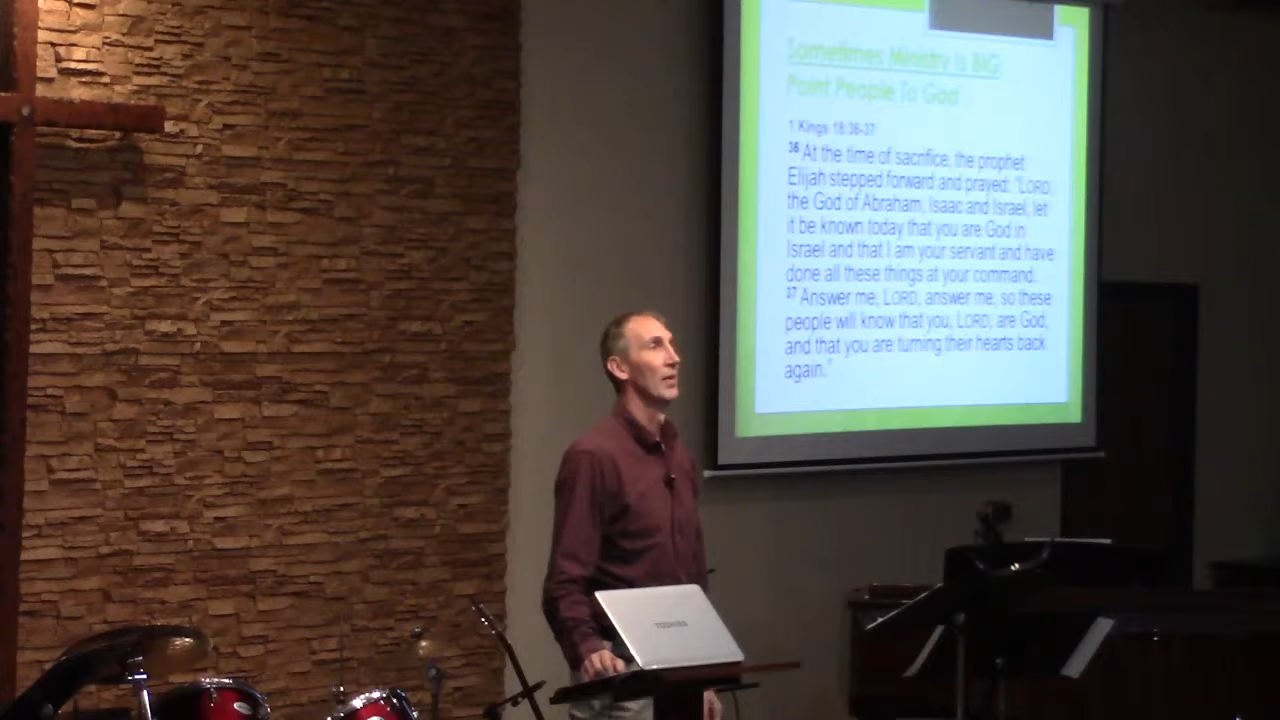 Sometimes Ministry Is BIG
Point People To God
1 Kings 18:36-37
36 At the time of sacrifice, the prophet
Elijah stepped forward and prayed: “LORD,
the God of Abraham, Isaac and Israel, let
it be known today that you are God in
Israel and that I am your servant and have
done all these things at your command.
37 Answer me, LORD, answer me, so these
people will know that you, LORD, are God,
and that you are turning their hearts back
again.”
TOSHIBA